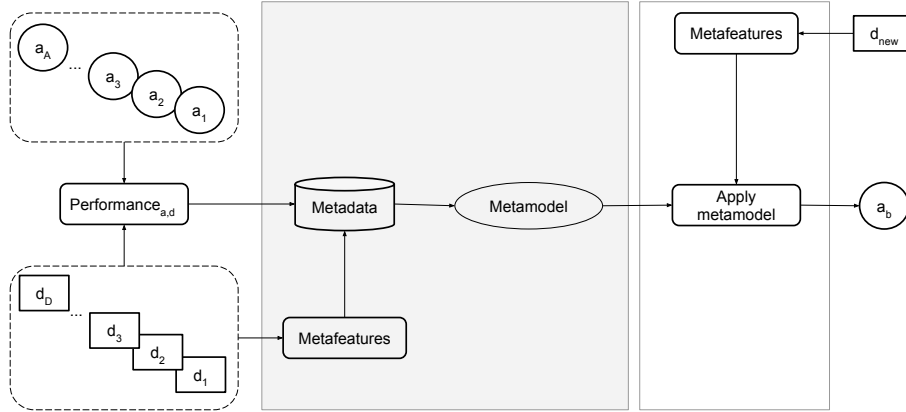 a_A
...
a_3
a_2
a_1
Performance_a,d
d_D
...
d_3
d_2
d_1
Metafeatures
Metadata
Metamodel
Metafeatures
d_new
Apply
metamodel
a_b